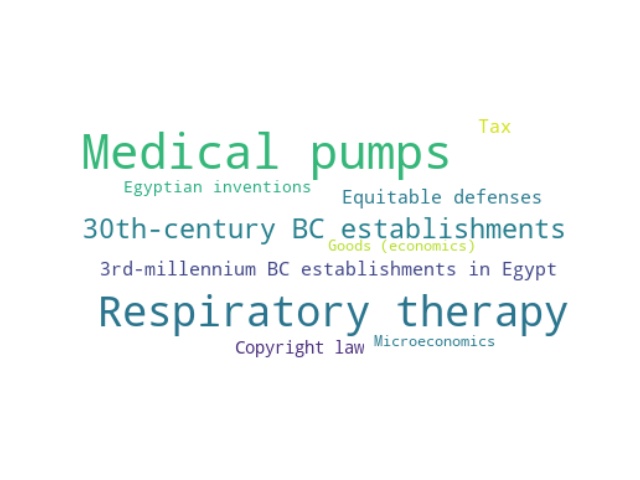 Tax
Medical pumps
Egyptian inventions
Equitable defenses
30th-century BC establishments
Goods (economics)
3rd-millennium BC establishments in Egypt
Respiratory therapy
Microeconomics
Copyright law